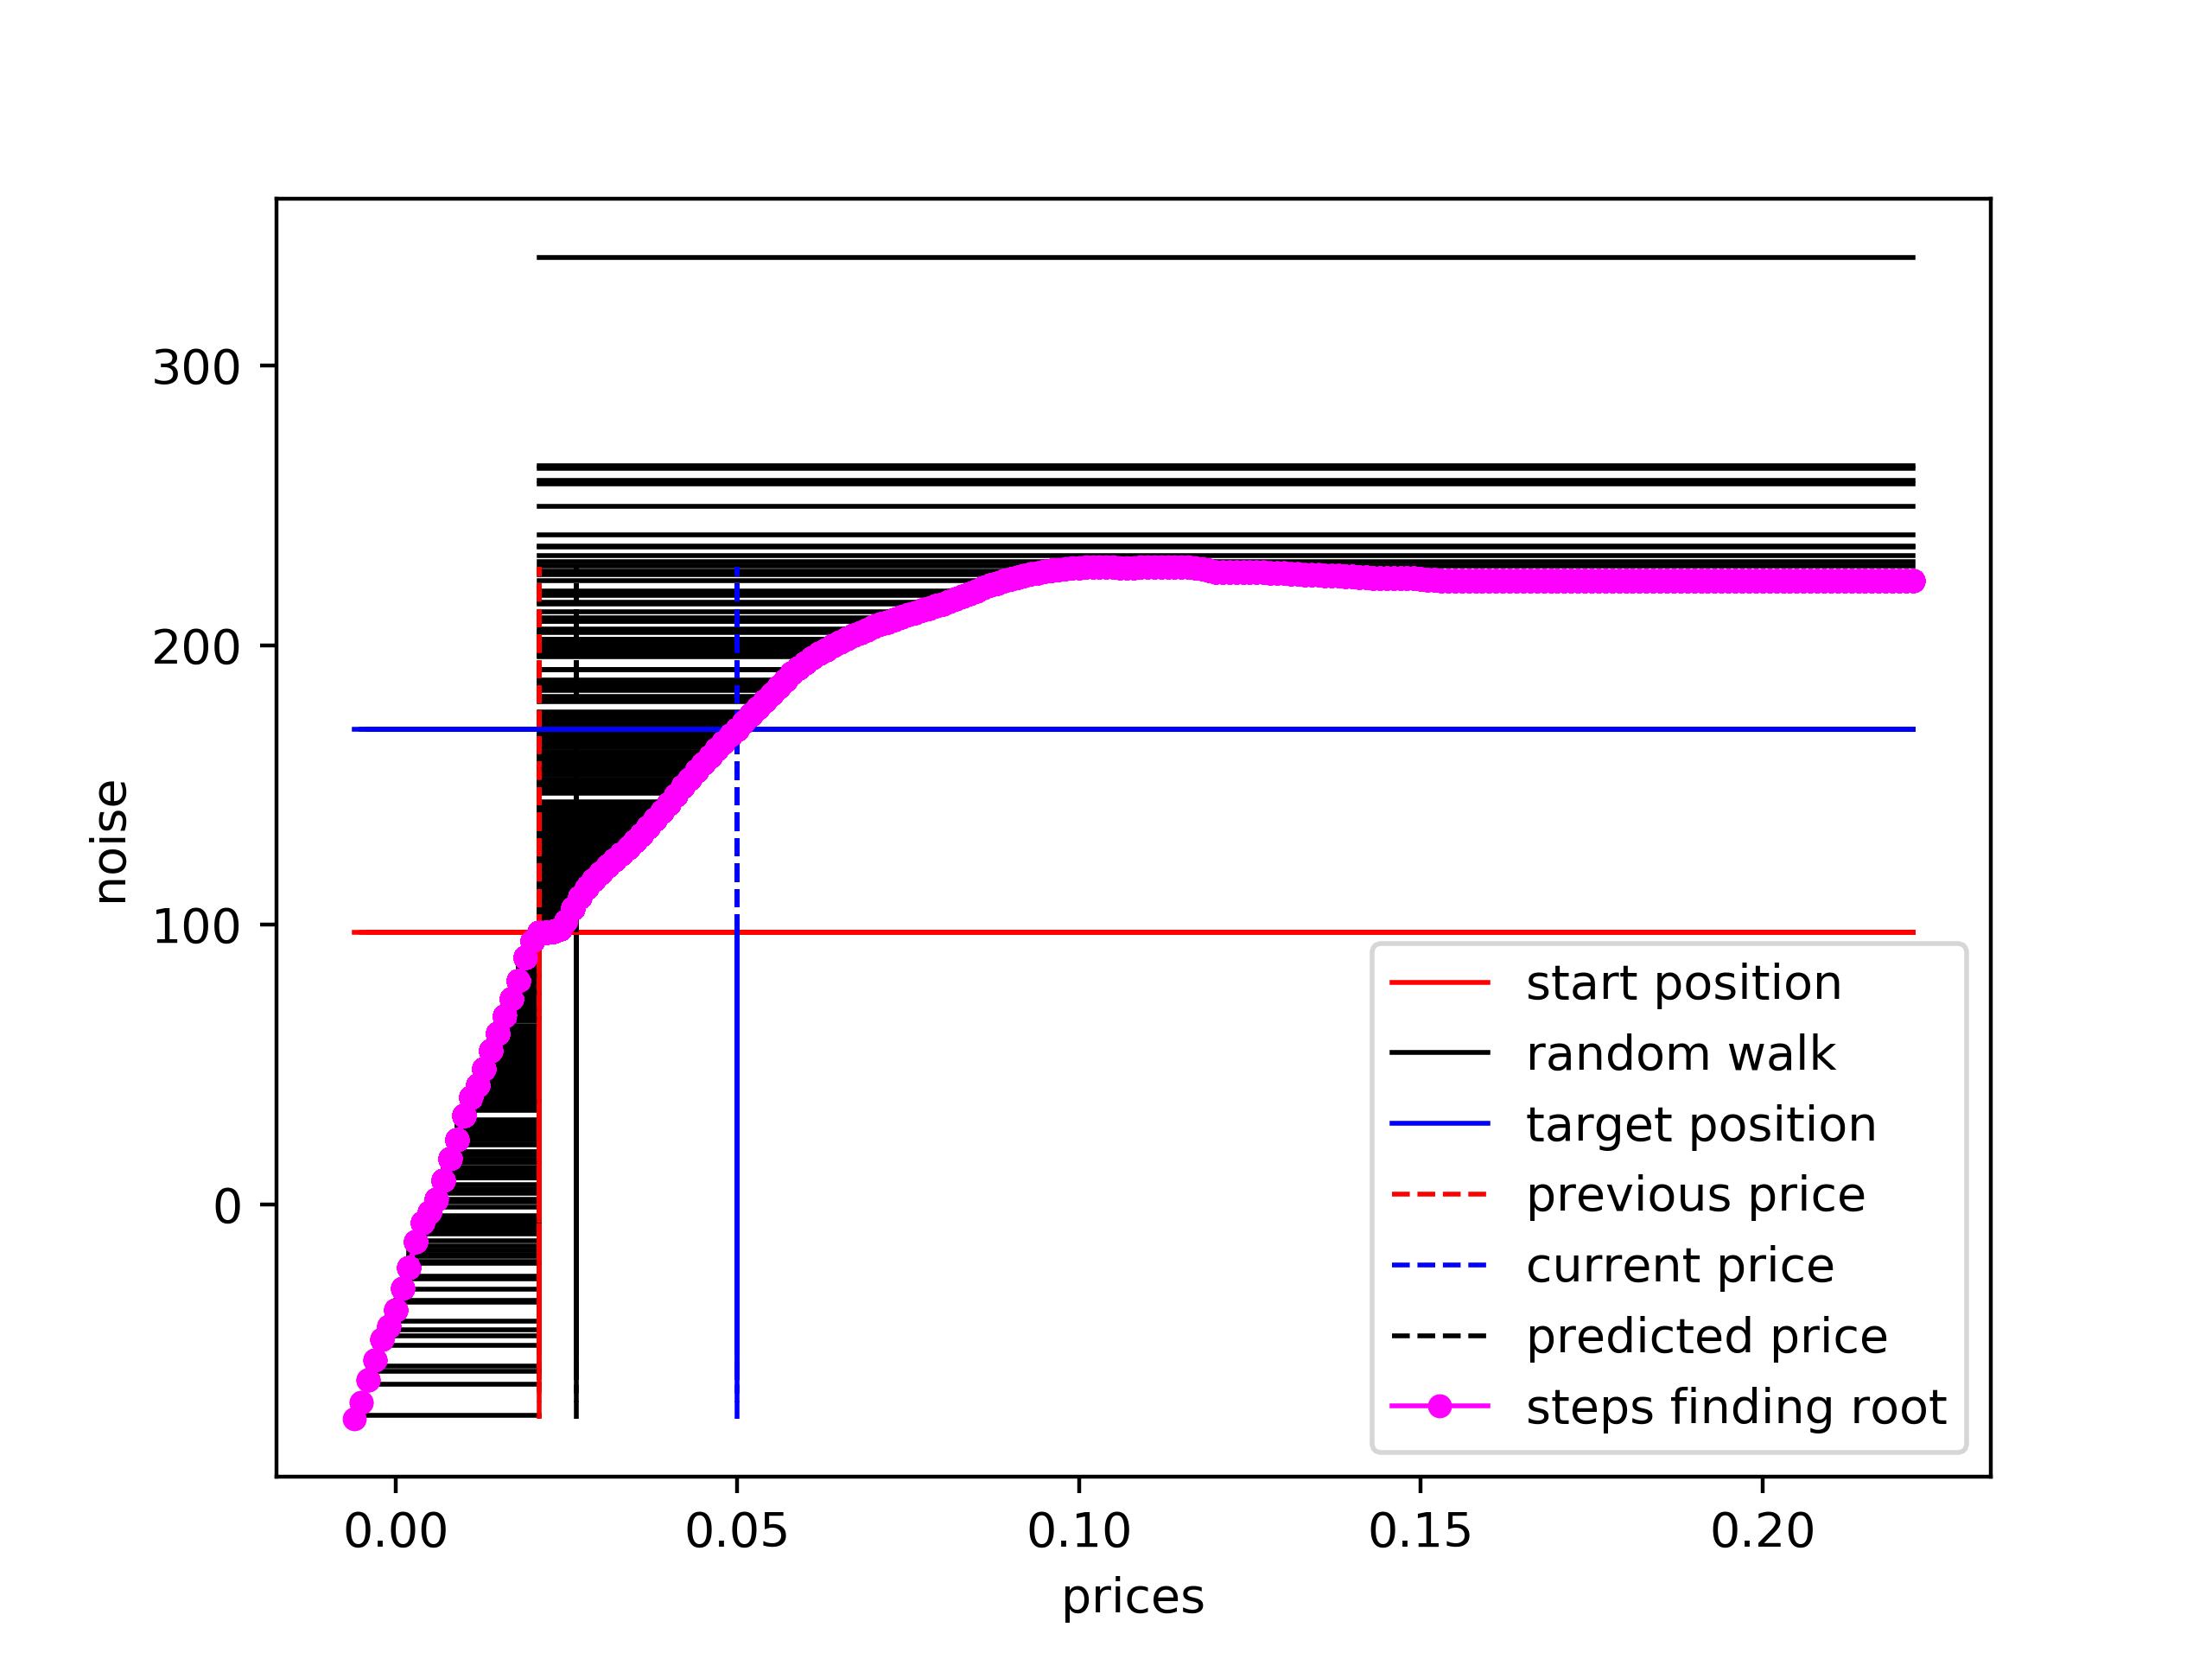 300
200
100
0
noise
start position
random walk
target position
previous price
current price
predicted price
steps finding root
0.00 0.05 0.10 0.15 0.20
prices